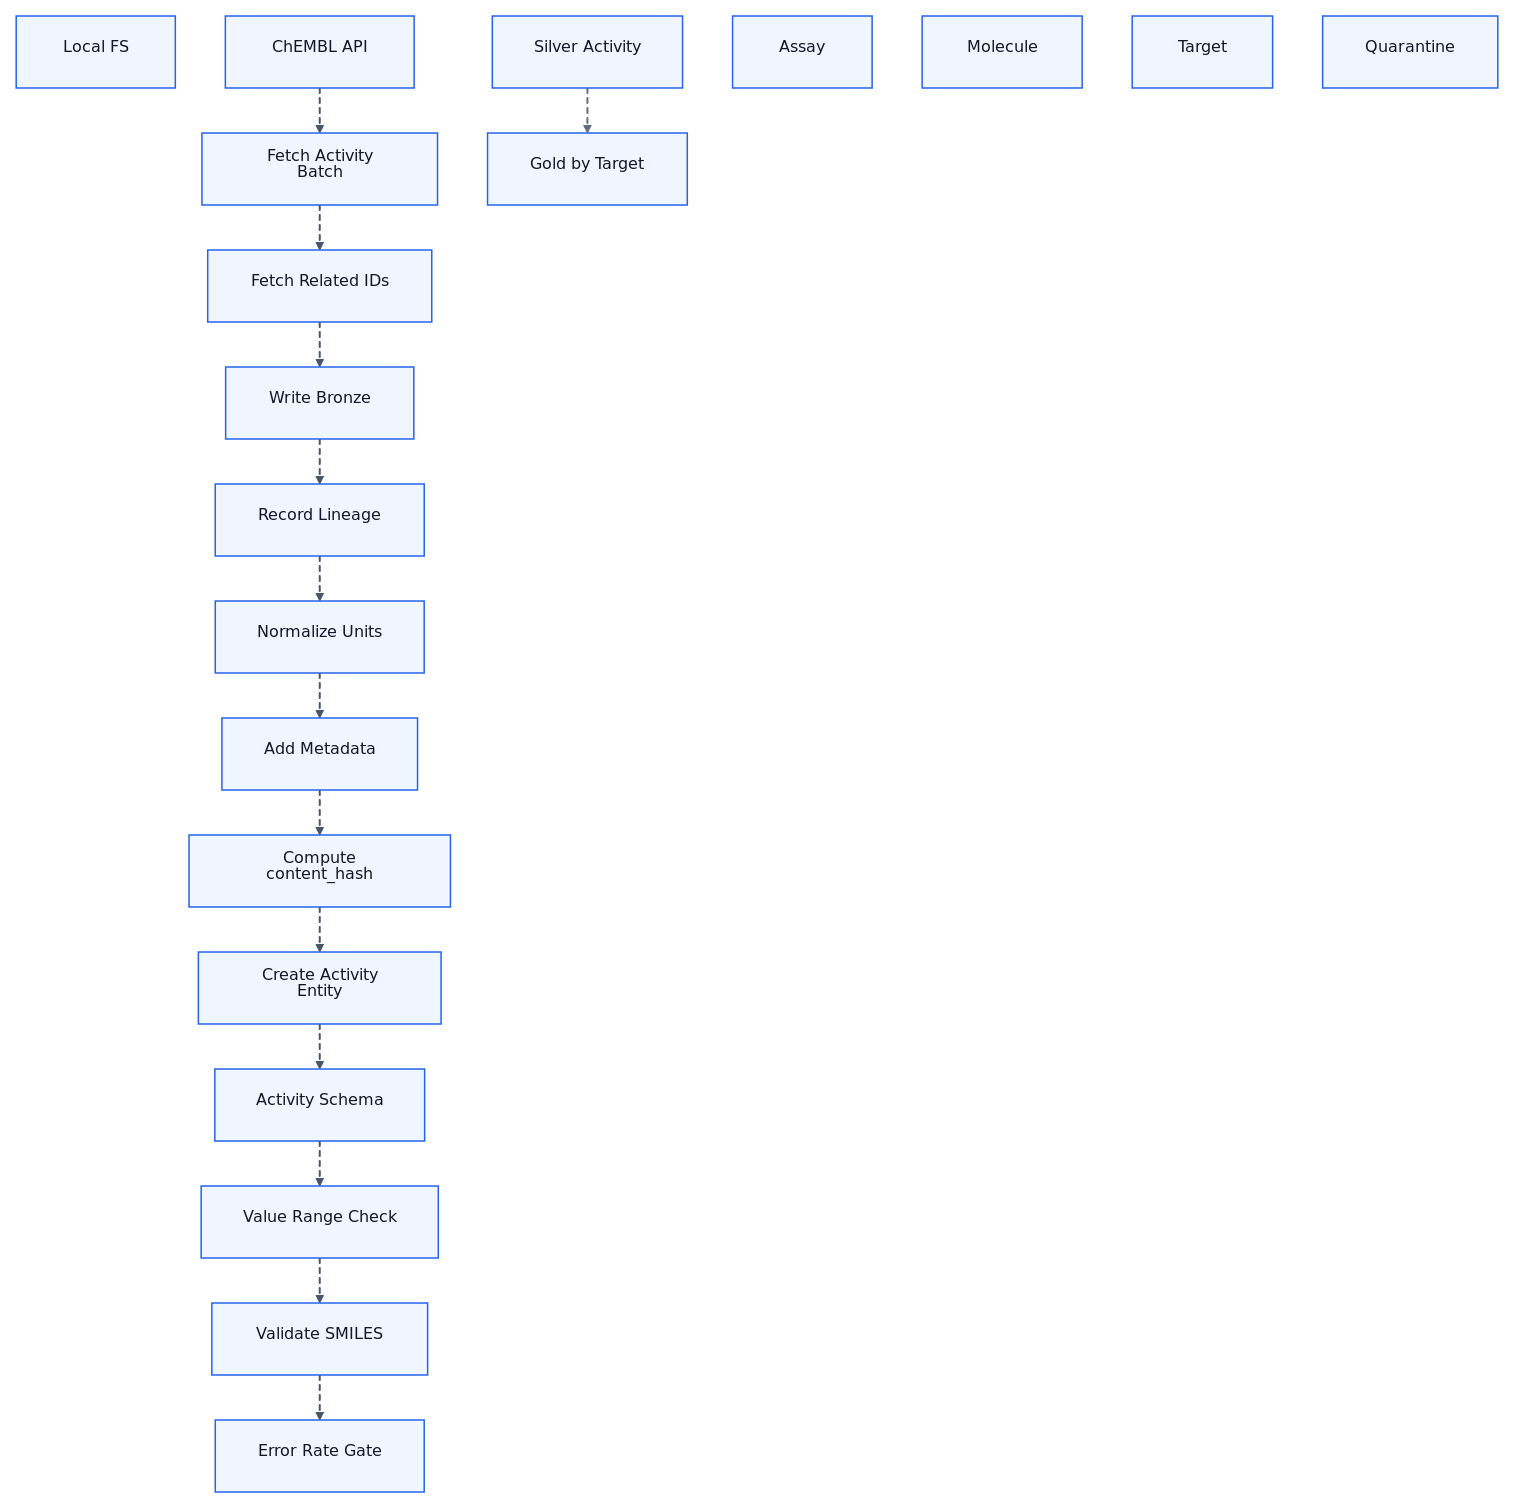 Local FS
ChEMBL API
Silver Activity
Assay
Molecule
Target
Quarantine
Fetch Activity
Batch
Gold by Target
Fetch Related IDs
Write Bronze
Record Lineage
Normalize Units
Add Metadata
Compute
content_hash
Create Activity
Entity
Activity Schema
Value Range Check
Validate SMILES
Error Rate Gate